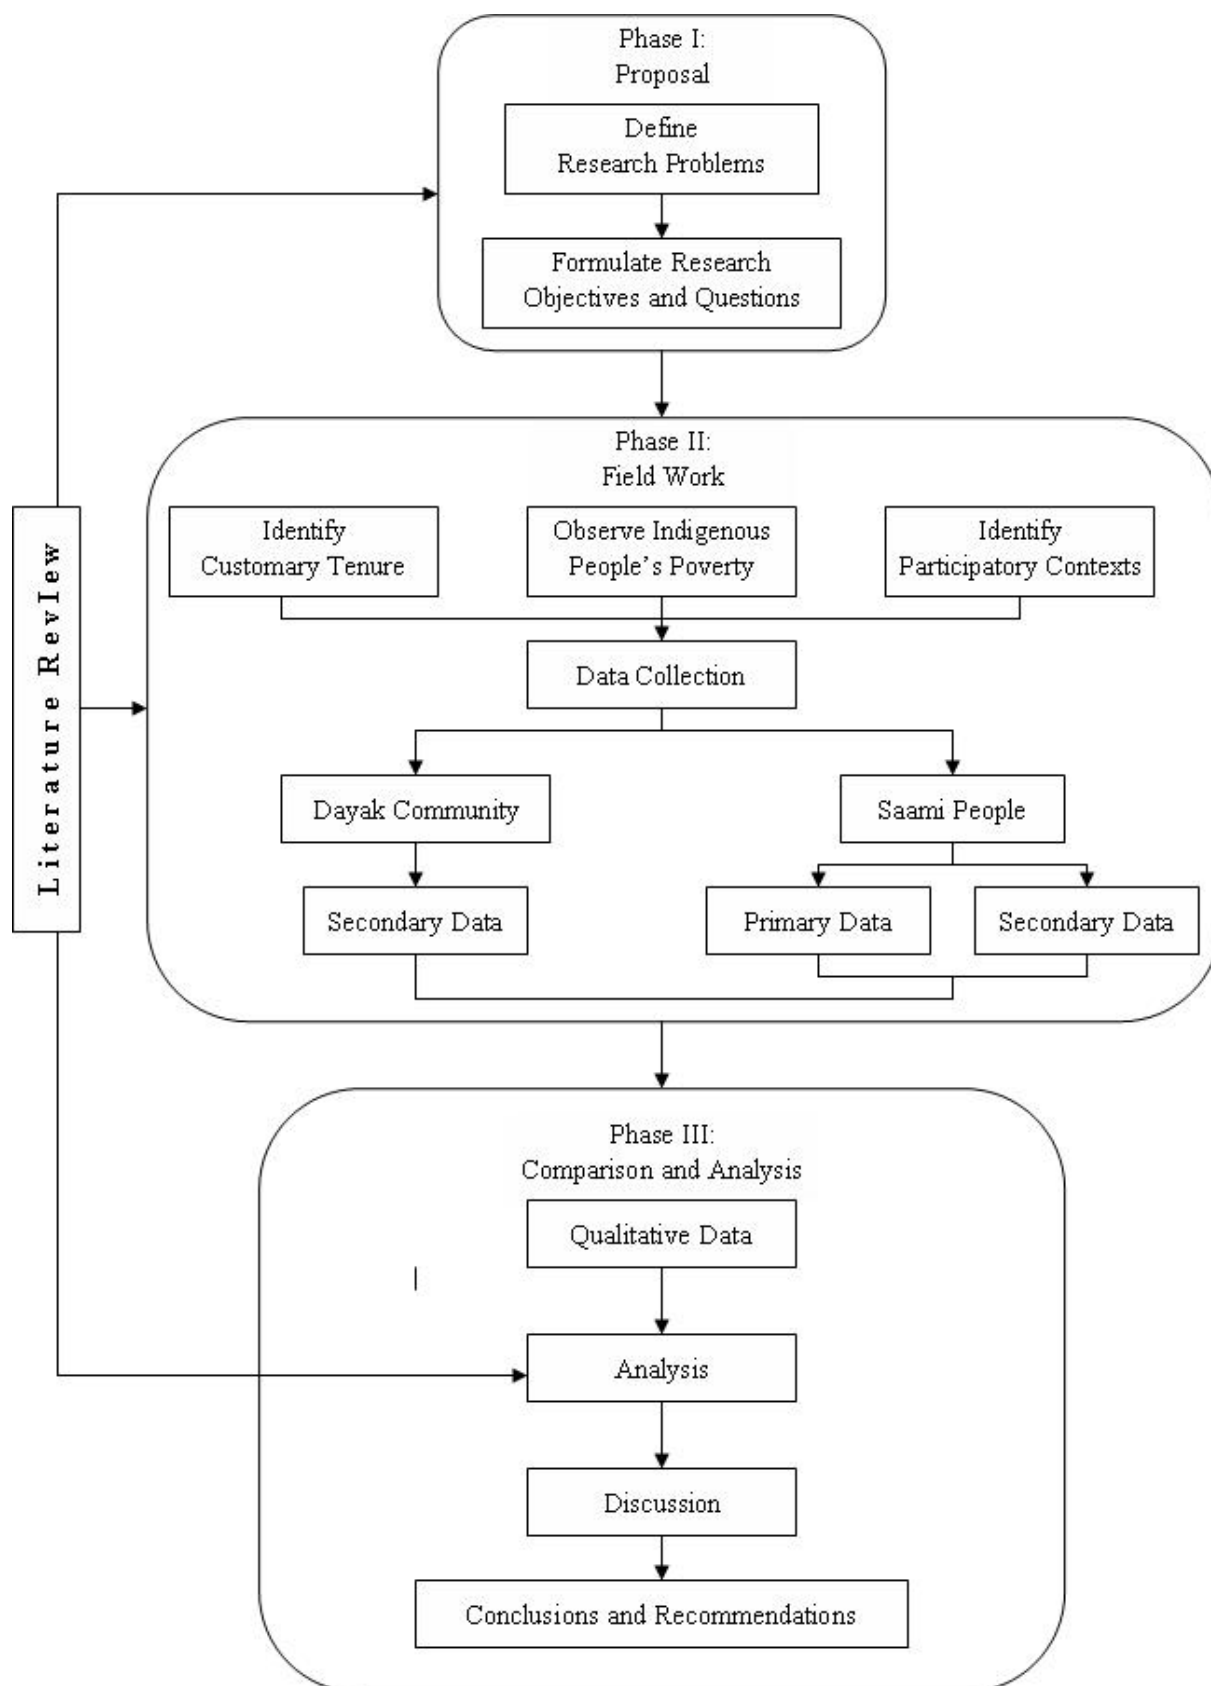 Phase I:
Proposal
Define
Research Problems
Formulate Research
Objectives and Questions
Phase II:
Field Work
Identify
Customary Tenure
Observe Indigenous
People's Poverty
Identify
Participatory Contexts
Literature RevIew
Data Collection
Dayak Community
Saami People
Secondary Data
Primary Data
Secondary Data
Phase III:
Comparison and Analysis
Qualitative Data
Analysis
Discussion
Conclusions and Recommendations